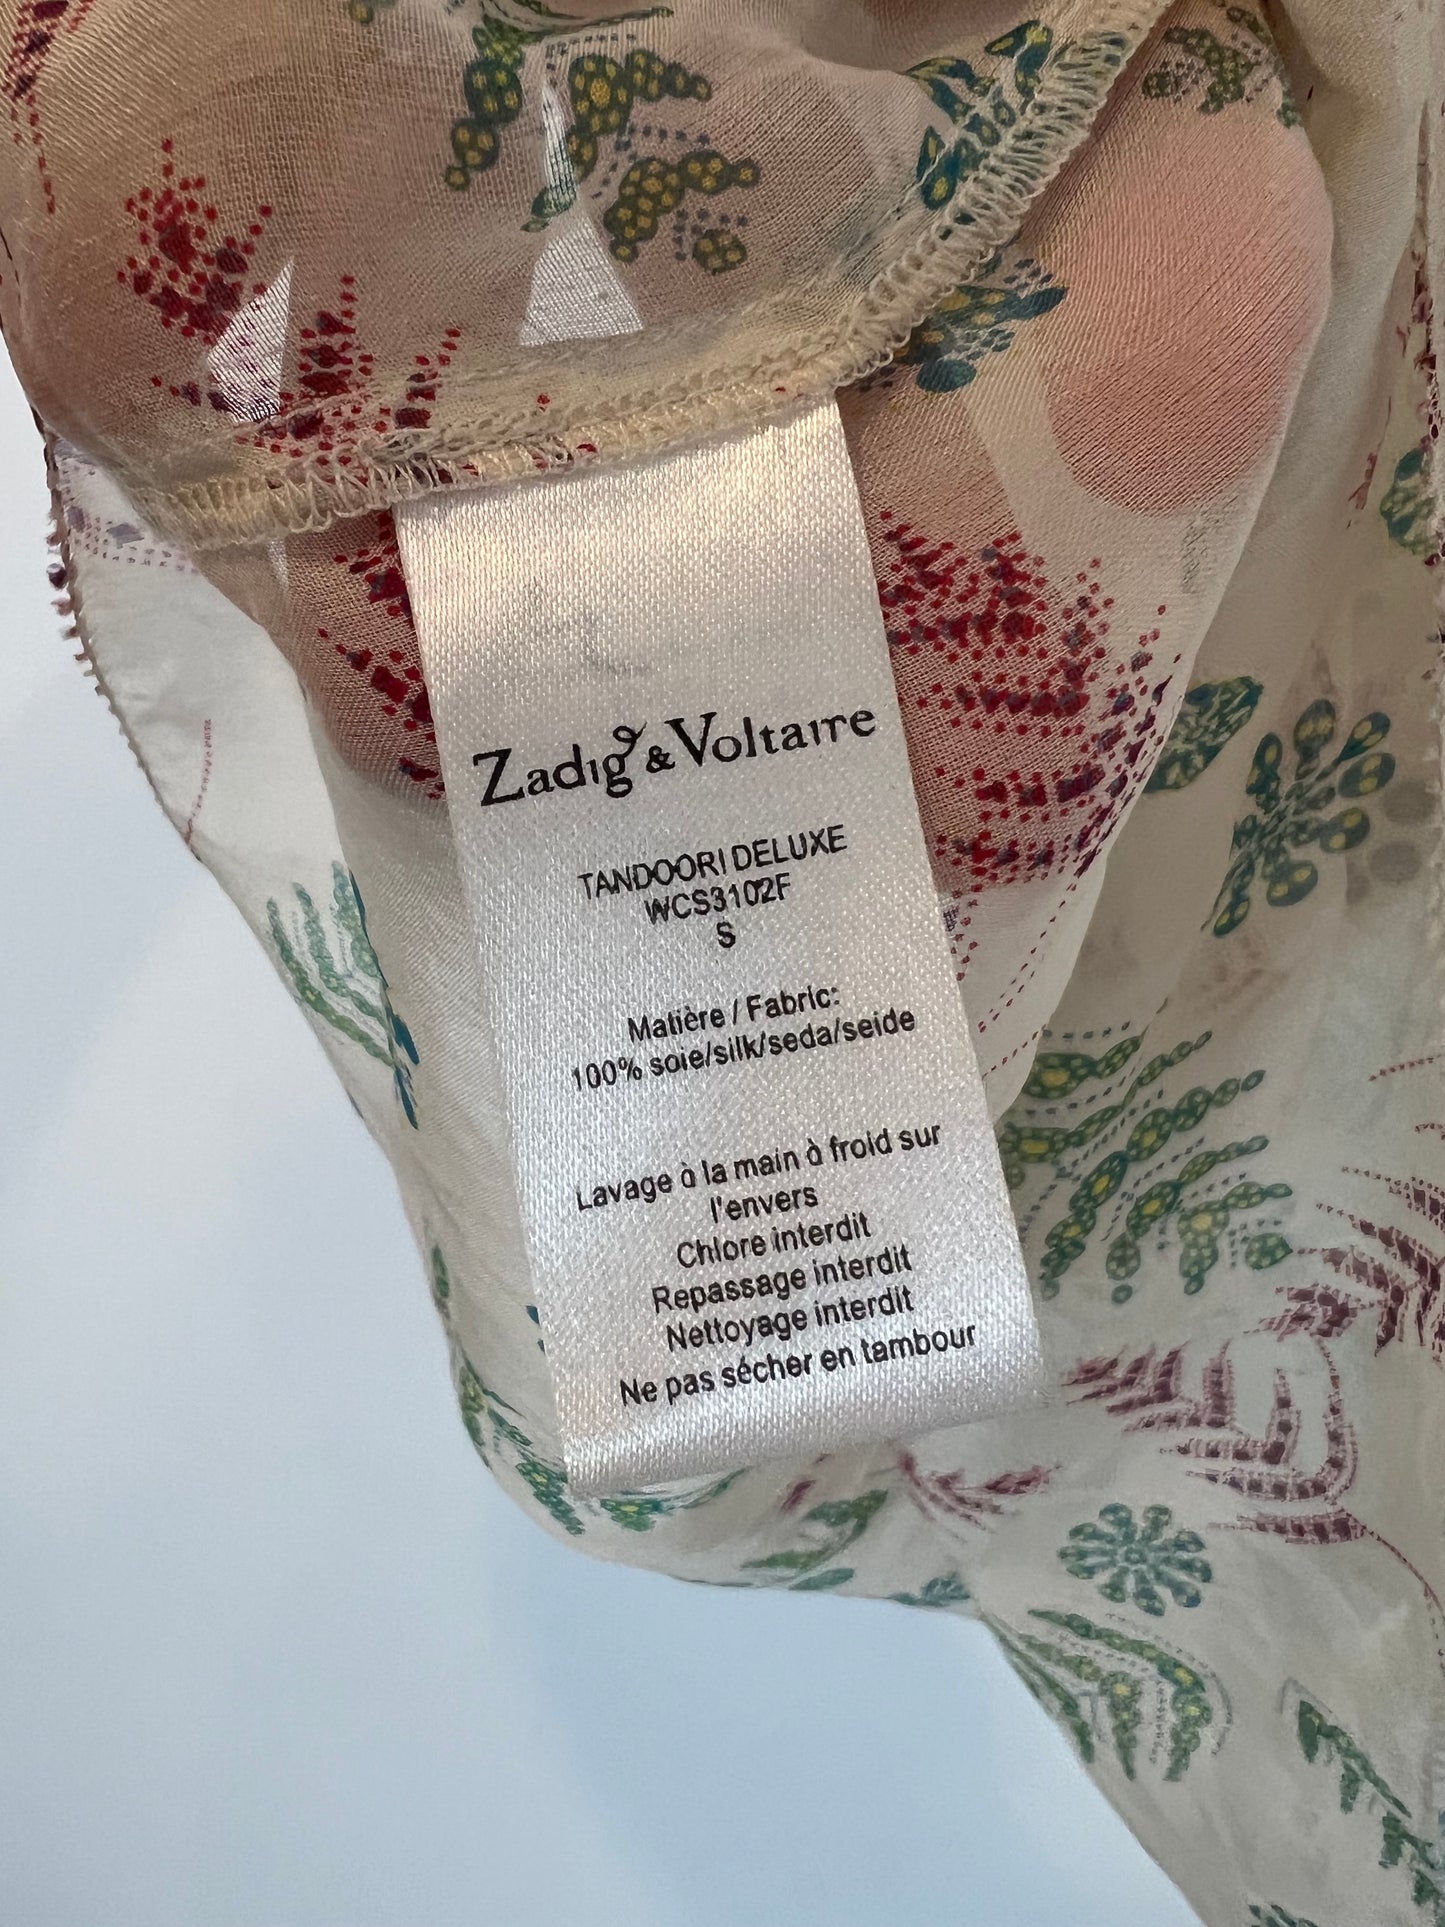 Zadig & Voltaire
TANDOORI DELUXE
WCS3102F
S
Matière / Fabric:
100% soie/silk/seda/seide
Lavage à la main à froid sur
l'envers
Chlore interdit
Repassage interdit
Nettoyage interdit
Ne pas sécher en tambour